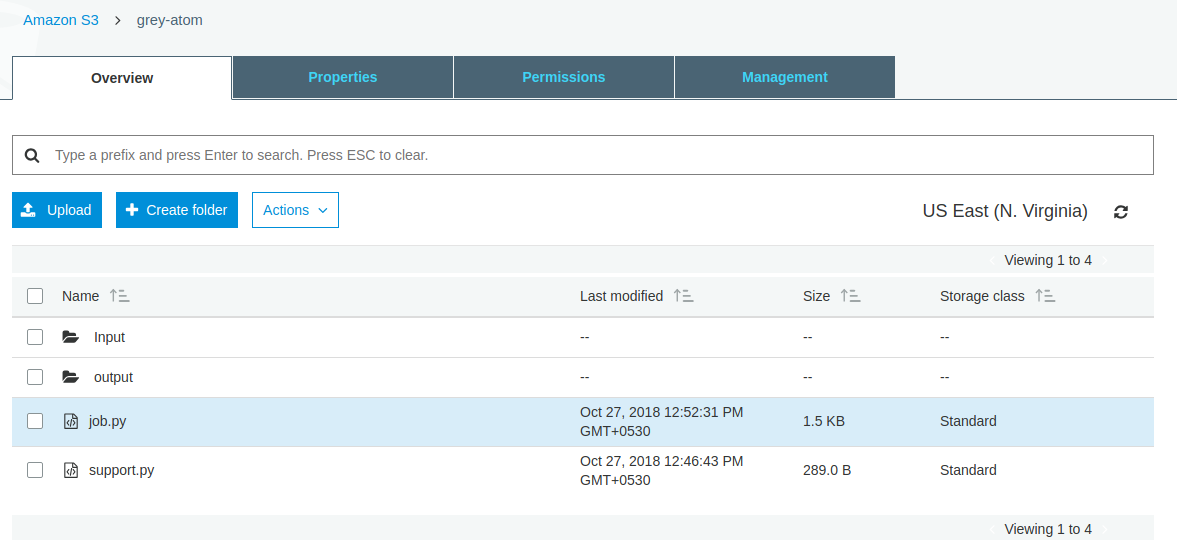 Amazon S3 > grey-atom
Overview Properties Permissions Management
Type a prefix and press Enter to search. Press ESC to clear.
Upload Create folder Actions US East (N. Virginia)
Viewing 1 to 4
Name Last modified Size Storage class
Input -- -- --
output -- -- --
job.py Oct 27, 2018 12:52:31 PM GMT+0530 1.5 KB Standard
support.py Oct 27, 2018 12:46:43 PM GMT+0530 289.0 B Standard
Viewing 1 to 4